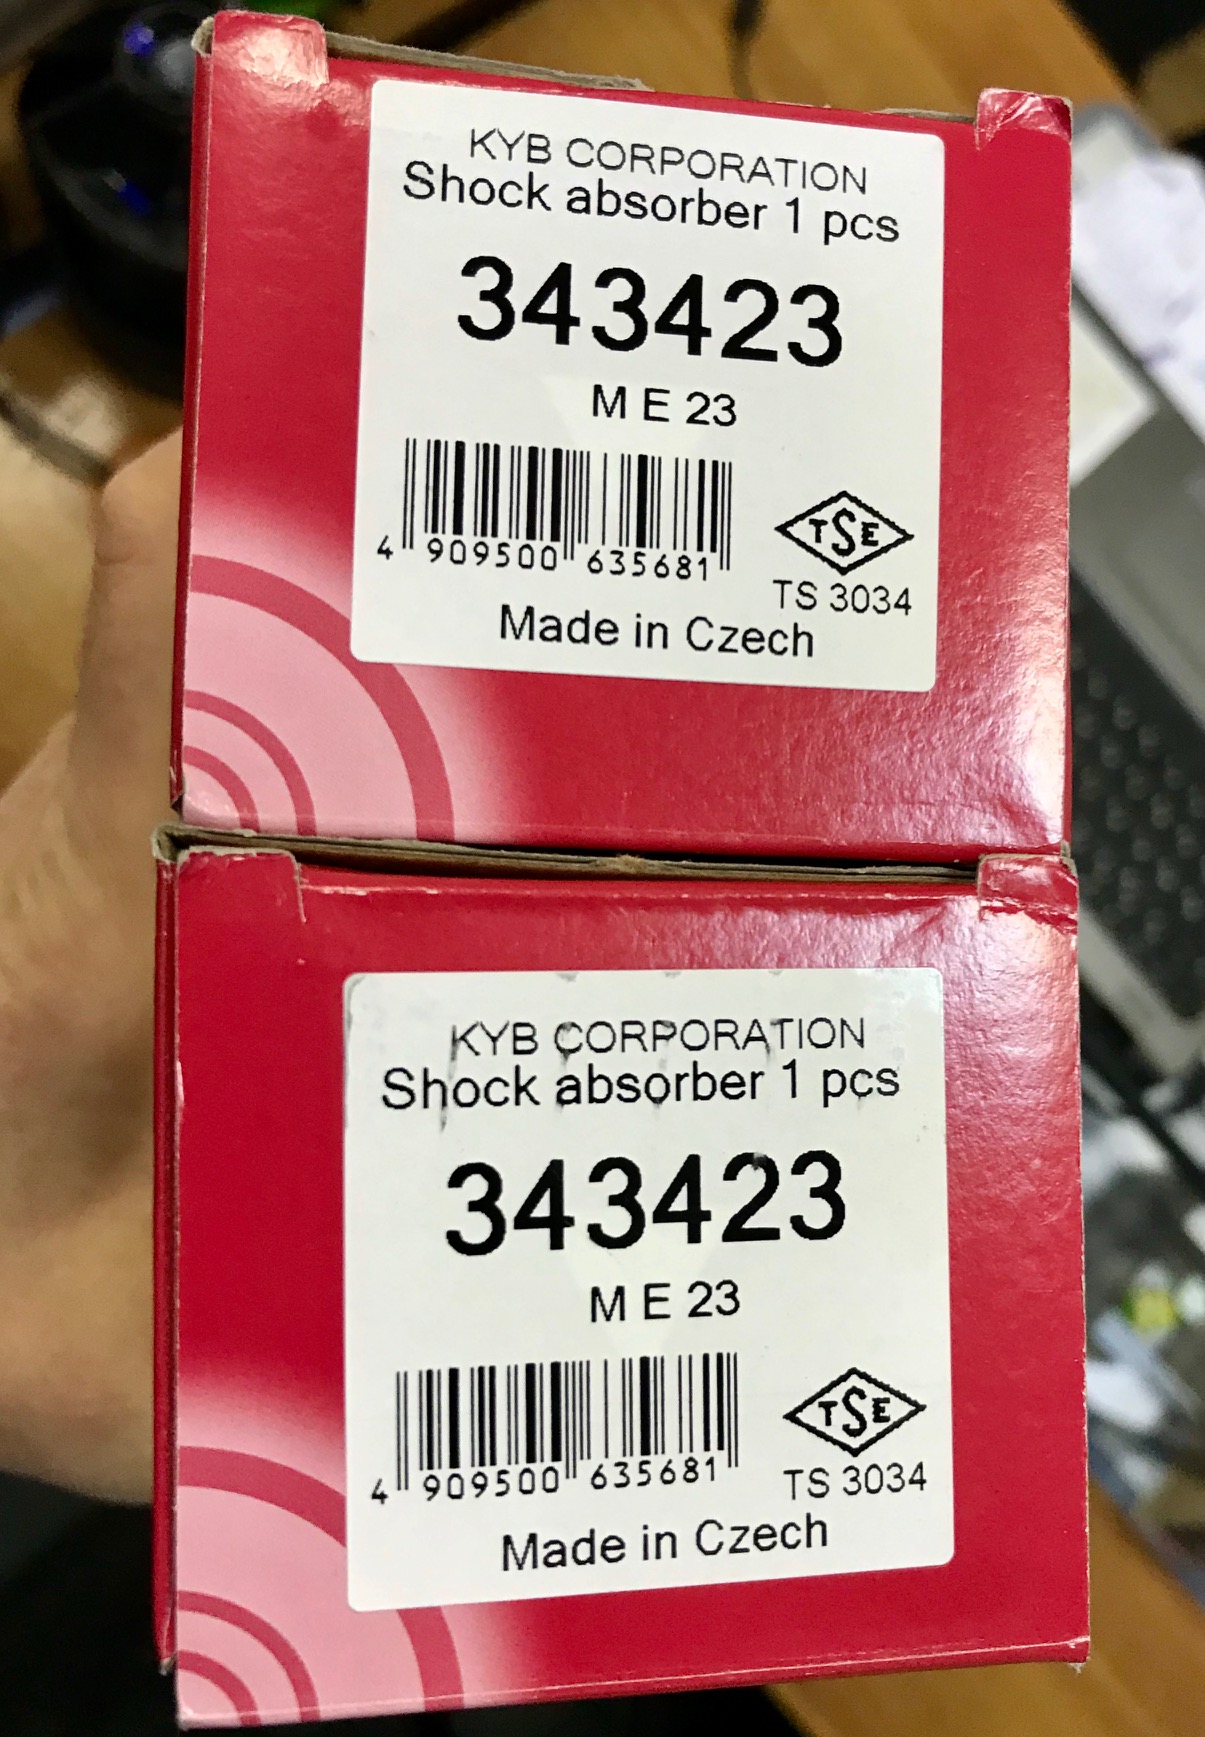 KYB CORPORATION
Shock absorber 1 pcs
343423
M E 23
4 909500 635681
TSE
TS 3034
Made in Czech
KYB CORPORATION
Shock absorber 1 pcs
343423
M E 23
4 909500 635681
TSE
TS 3034
Made in Czech